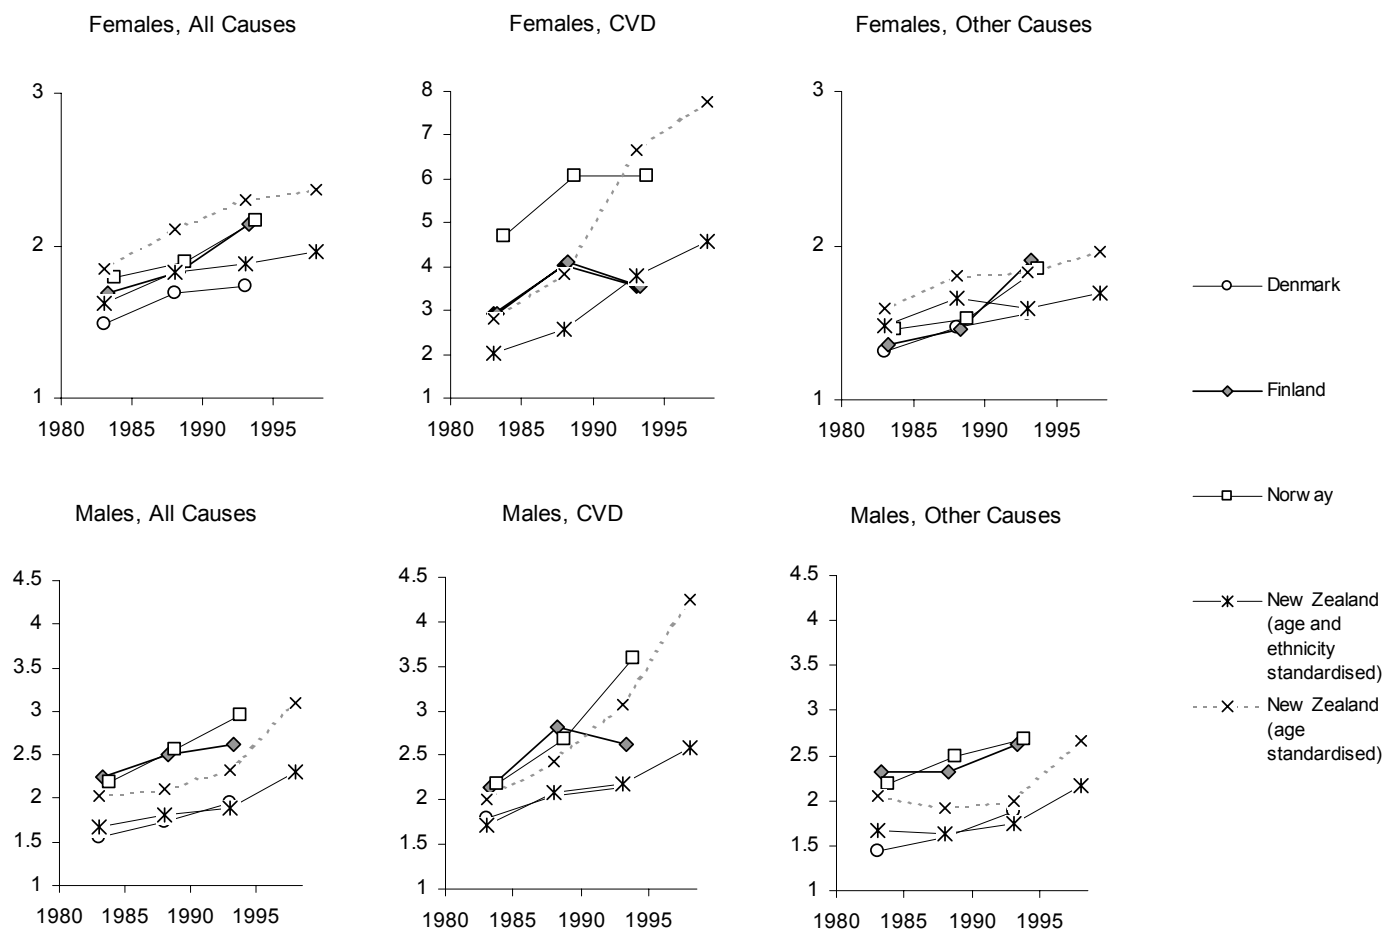 Females, All Causes
Females, CVD
Females, Other Causes
3
2
1
1980 1985 1990 1995
8
7
6
5
4
3
2
1
1980 1985 1990 1995
3
2
1
1980 1985 1990 1995
Males, All Causes
Males, CVD
Males, Other Causes
4.5
4
3.5
3
2.5
2
1.5
1
1980 1985 1990 1995
4.5
4
3.5
3
2.5
2
1.5
1
1980 1985 1990 1995
4.5
4
3.5
3
2.5
2
1.5
1
1980 1985 1990 1995
Denmark
Finland
Norway
New Zealand
(age and
ethnicity
standardised)
New Zealand
(age
standardised)